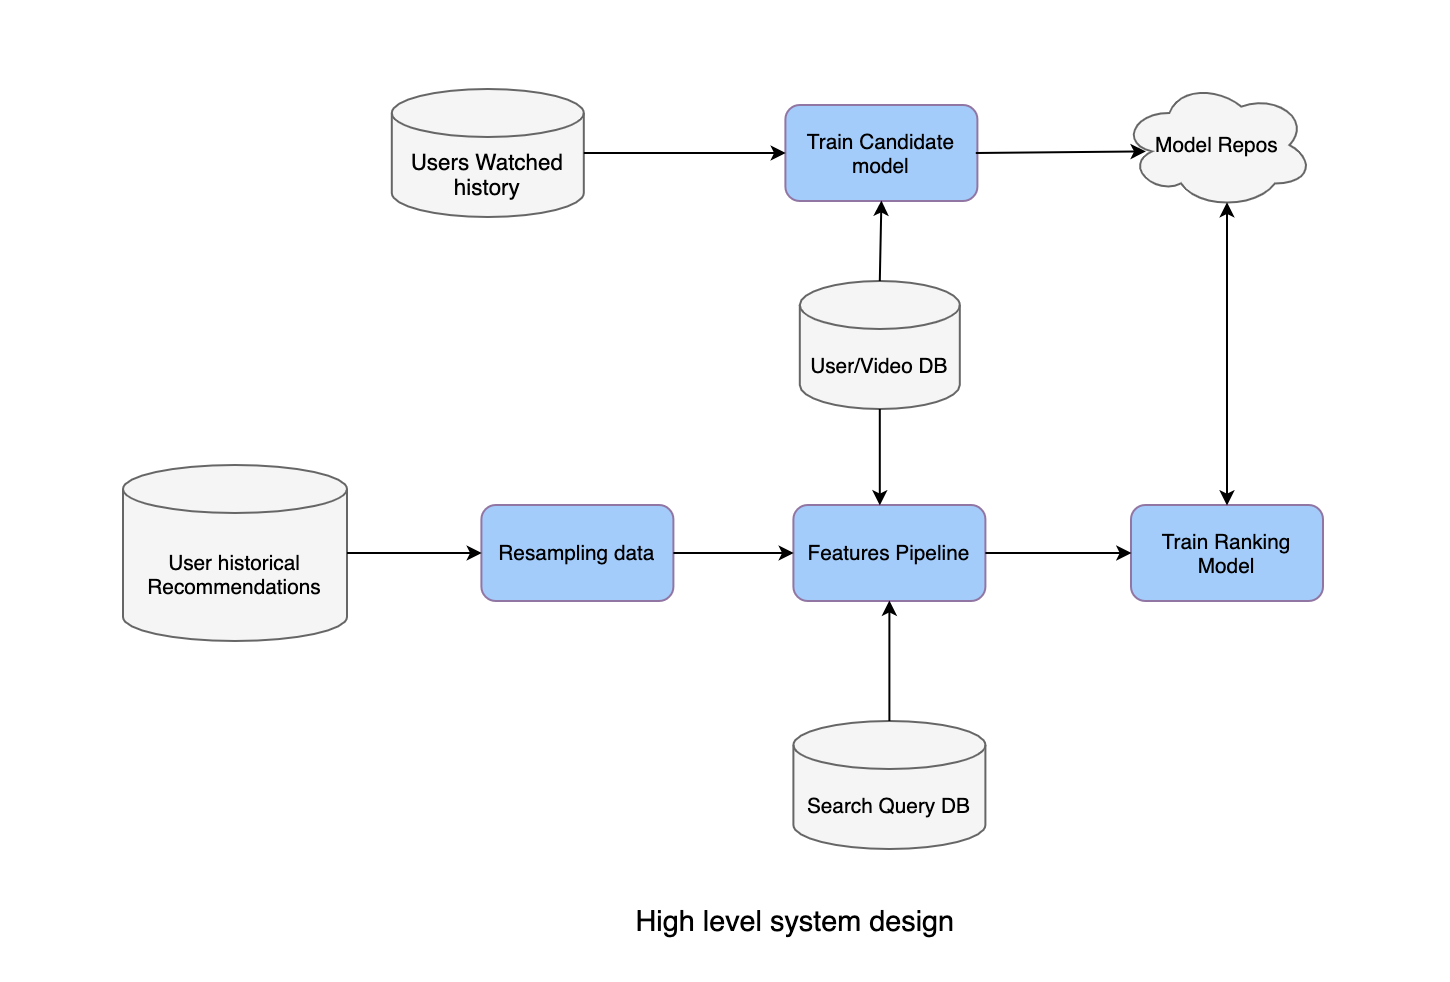 Users Watched
history
Train Candidate
model
Model Repos
User/Video DB
User historical
Recommendations
Resampling data
Features Pipeline
Train Ranking
Model
Search Query DB
High level system design